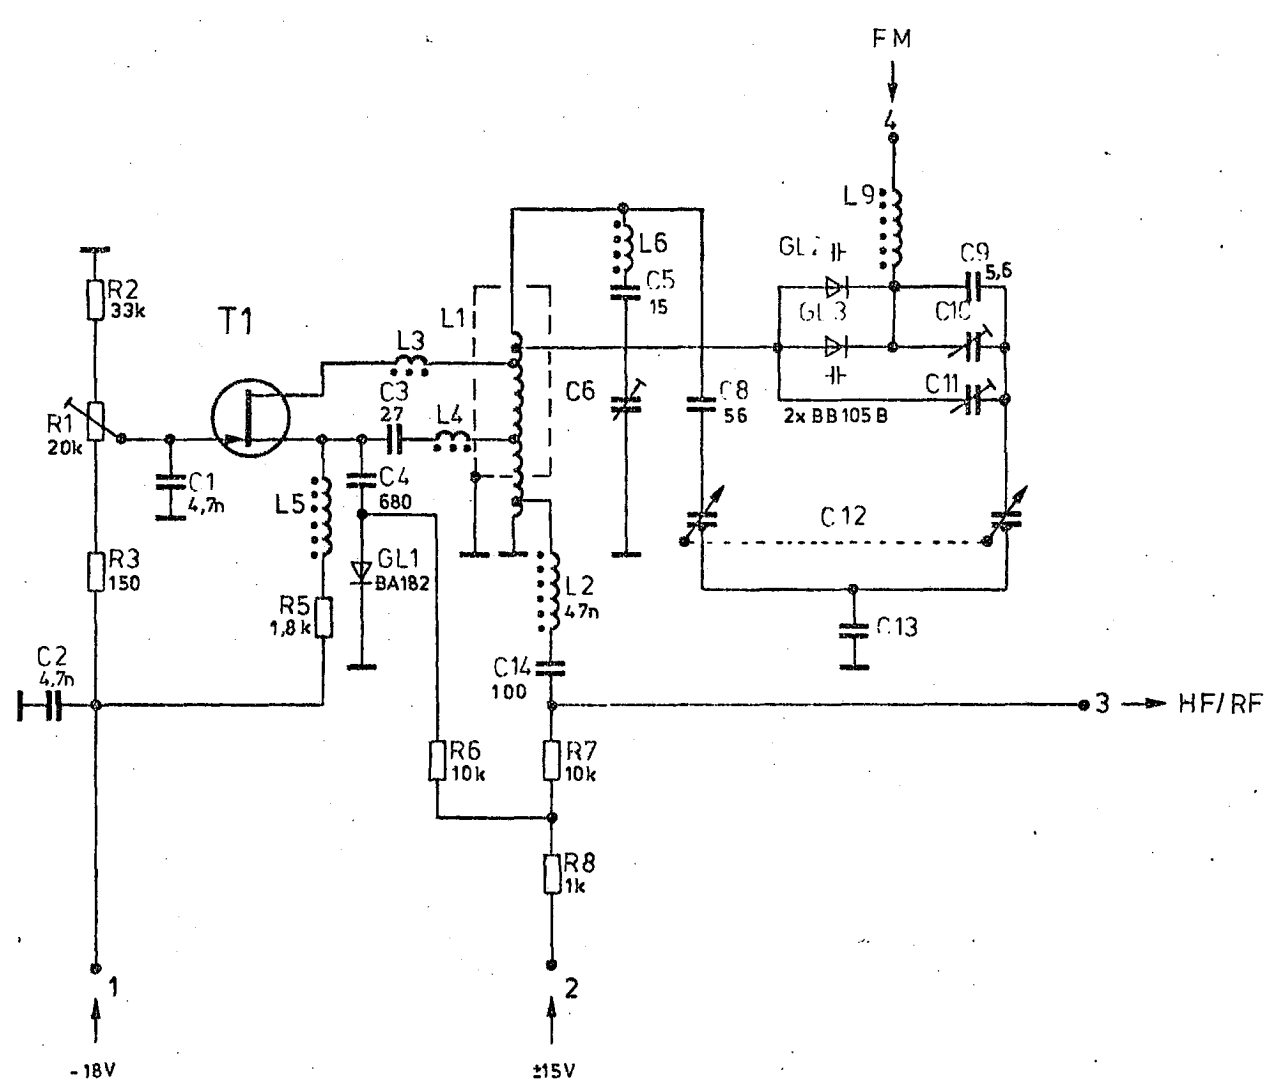 FM
4
L9
L6
C5
15
GL2
C9
5,6
R2
33k
T1
L1
GL3
C10
L3
C3
27
L4
C6
C8
56
C11
2x BB 105 B
R1
20k
C1
4,7n
L5
C4
680
C12
R3
150
GL1
BA182
L2
47n
R5
1,8k
C13
C2
4,7n
C14
100
3
HF/RF
R6
10k
R7
10k
R8
1k
1
2
-18V
±15V